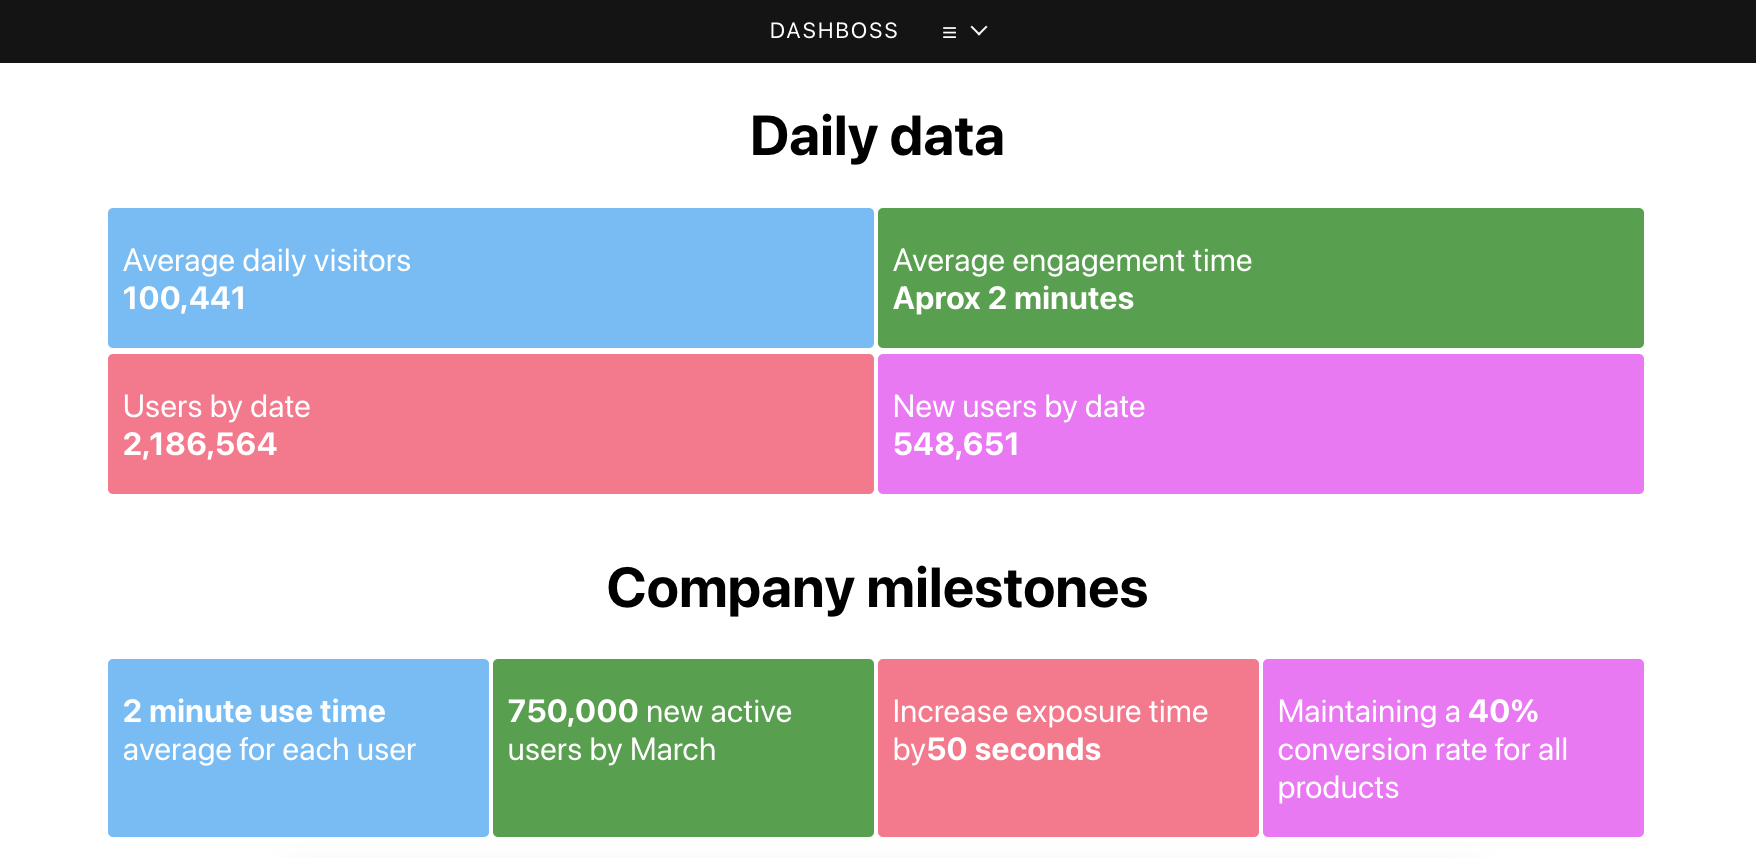 DASHBOSS
Daily data
Average daily visitors
100,441
Average engagement time
Aprox 2 minutes
Users by date
2,186,564
New users by date
548,651
Company milestones
2 minute use time
average for each user
750,000 new active
users by March
Increase exposure time
by50 seconds
Maintaining a 40%
conversion rate for all
products